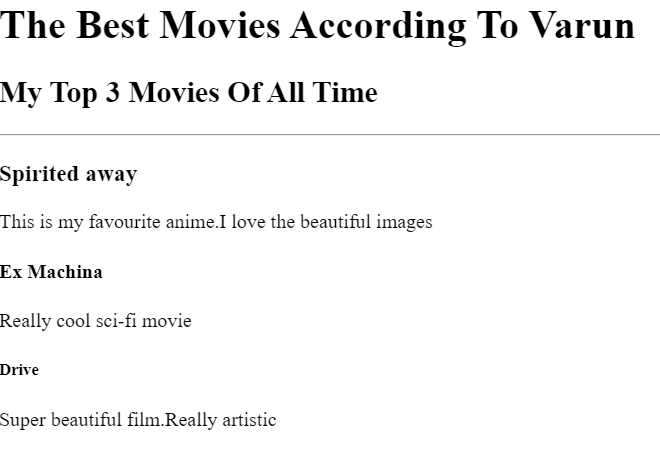 The Best Movies According To Varun
My Top 3 Movies Of All Time
Spirited away
This is my favourite anime.I love the beautiful images
Ex Machina
Really cool sci-fi movie
Drive
Super beautiful film.Really artistic